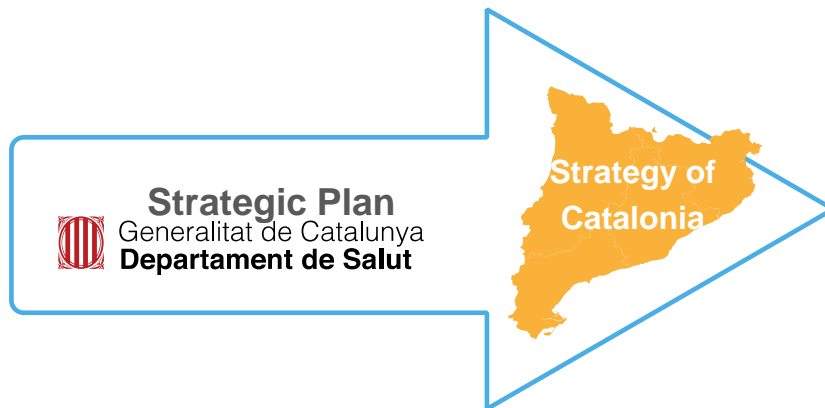 Strategic Plan
Generalitat de Catalunya
Departament de Salut
Strategy of
Catalonia